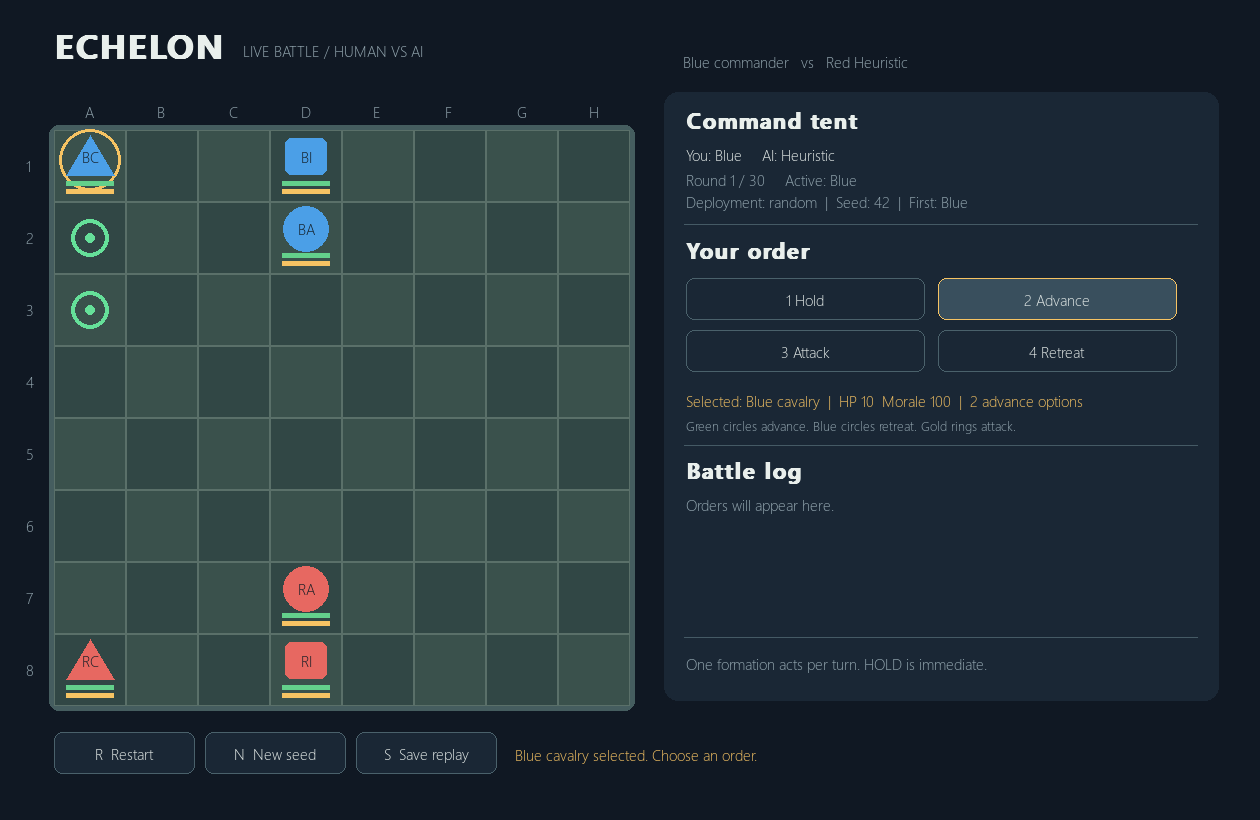 ECHELON LIVE BATTLE / HUMAN VS AI
Blue commander vs Red Heuristic
A B C D E F G H
1 BC BI
2 BA
3
4
5
6
7 RA
8 RC RI
Command tent
You: Blue AI: Heuristic
Round 1 / 30 Active: Blue
Deployment: random | Seed: 42 | First: Blue
Your order
1 Hold 2 Advance
3 Attack 4 Retreat
Selected: Blue cavalry | HP 10 Morale 100 | 2 advance options
Green circles advance. Blue circles retreat. Gold rings attack.
Battle log
Orders will appear here.
One formation acts per turn. HOLD is immediate.
R Restart N New seed S Save replay Blue cavalry selected. Choose an order.